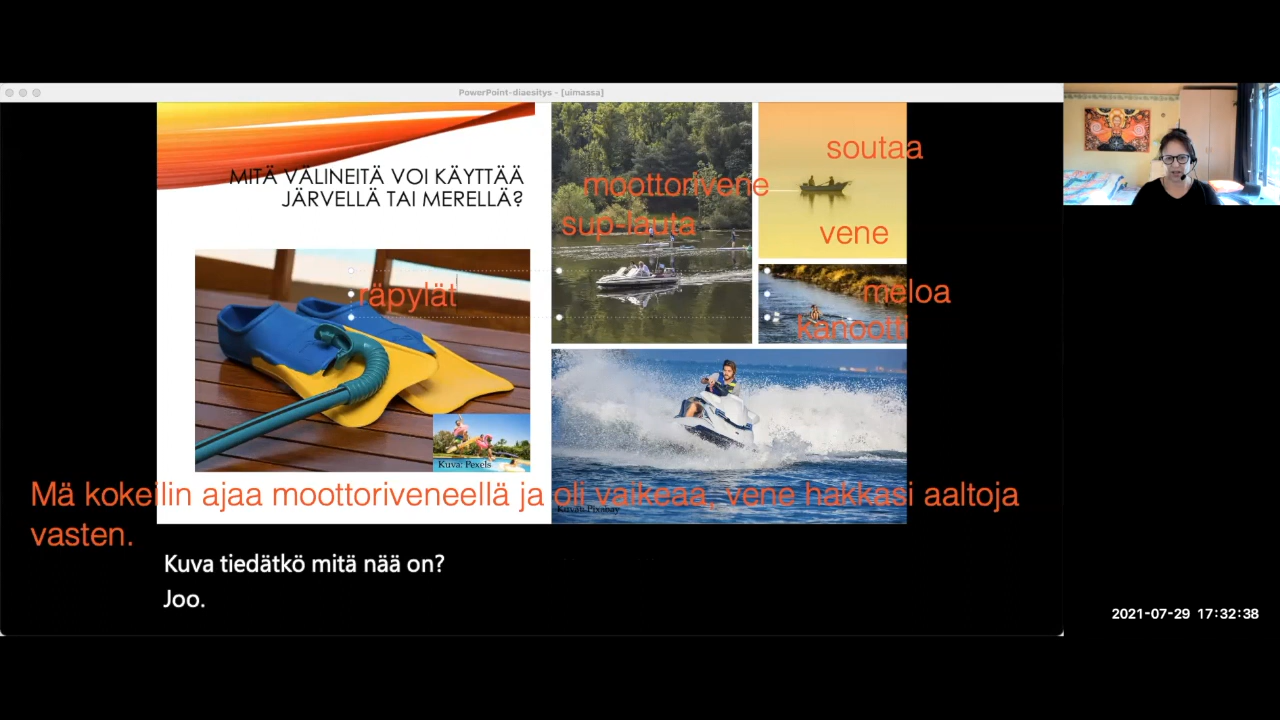 PowerPoint-diaesitys - [uimassa]
MITÄ VÄLINEITÄ VOI KÄYTTÄÄ
JÄRVELLÄ TAI MERELLÄ?
moottorivene
sup-lauta
soutaa
vene
räpylät
meloa
kanootti
Kuva: Pexels
Mä kokeilin ajaa moottoriveneellä ja oli vaikeaa, vene hakkasi aaltoja
vasten.
Kuvat: Pixabay
Kuva tiedätkö mitä nää on?
Joo.
2021-07-29 17:32:38